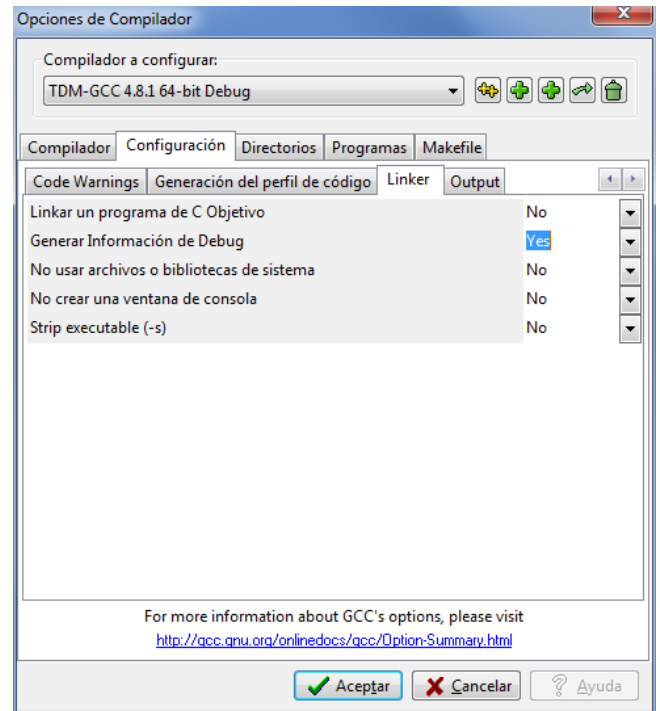 Opciones de Compilador
Compilador a configurar:
TDM-GCC 4.8.1 64-bit Debug
Compilador Configuración Directorios Programas Makefile
Code Warnings Generación del perfil de código Linker Output
Linkar un programa de C Objetivo No
Generar Información de Debug Yes
No usar archivos o bibliotecas de sistema No
No crear una ventana de consola No
Strip executable (-s) No
For more information about GCC's options, please visit
http://gcc.gnu.org/onlinedocs/gcc/Option-Summary.html
Aceptar Cancelar Ayuda